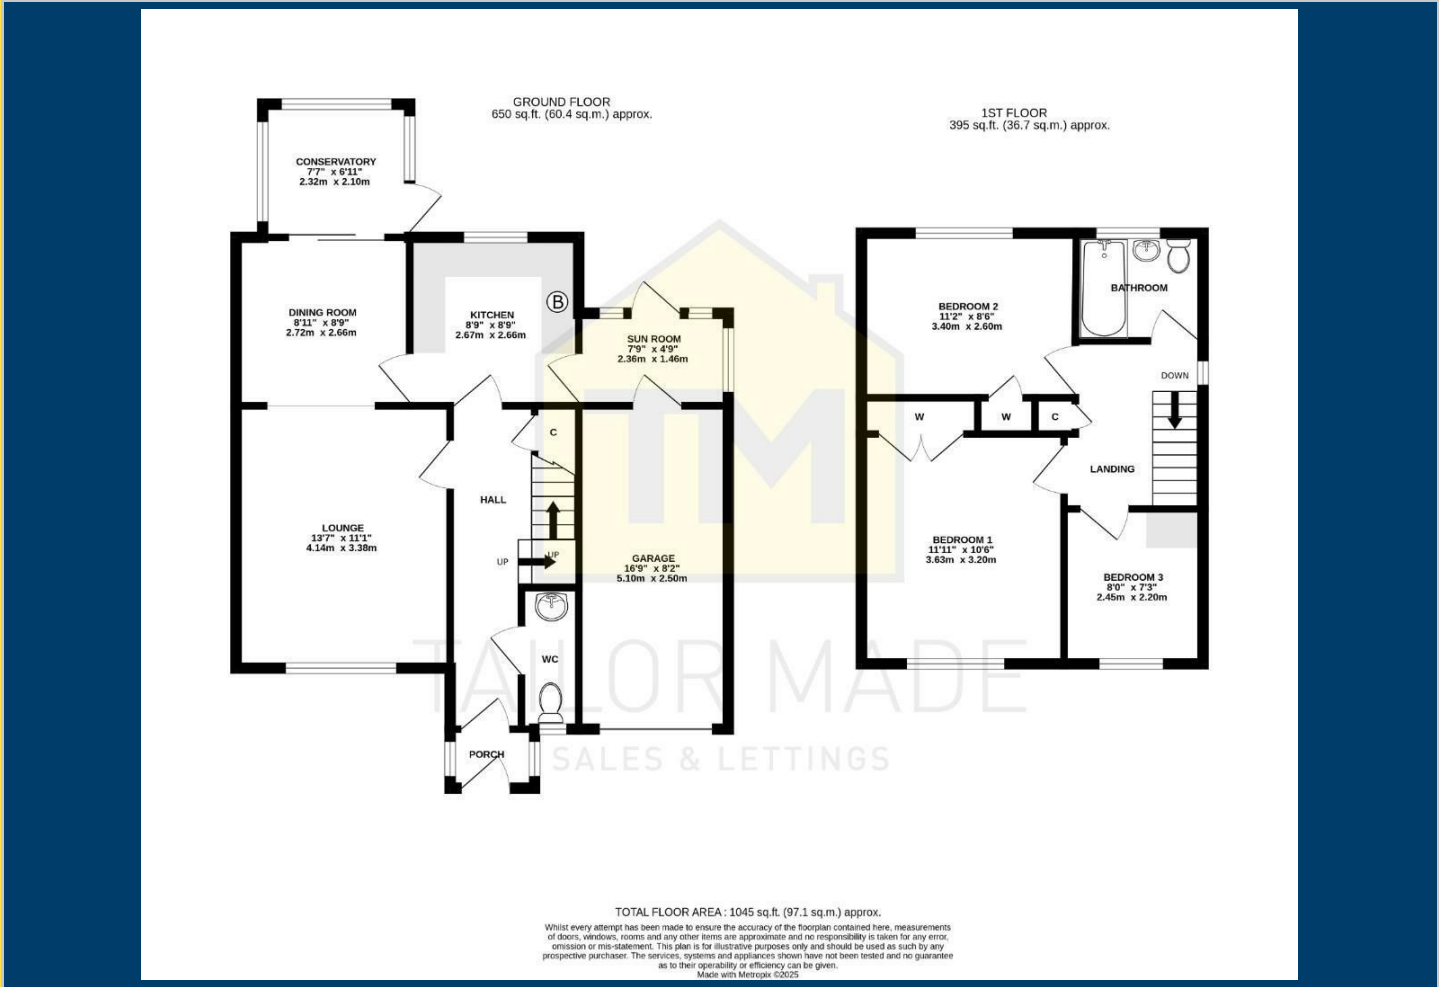 GROUND FLOOR
650 sq.ft. (60.4 sq.m.) approx.
1ST FLOOR
395 sq.ft. (36.7 sq.m.) approx.
CONSERVATORY
7'7" x 6'11"
2.32m x 2.10m
DINING ROOM
8'11" x 8'9"
2.72m x 2.66m
KITCHEN
8'9" x 8'9"
2.67m x 2.66m
B
SUN ROOM
7'9" x 4'9"
2.36m x 1.46m
C
HALL
LOUNGE
13'7" x 11'1"
4.14m x 3.38m
UP
UP
GARAGE
16'9" x 8'2"
5.10m x 2.50m
WC
PORCH
BEDROOM 2
11'2" x 8'6"
3.40m x 2.60m
BATHROOM
DOWN
W
W
C
LANDING
BEDROOM 1
11'11" x 10'6"
3.63m x 3.20m
BEDROOM 3
8'0" x 7'3"
2.45m x 2.20m
TM
TAILOR MADE
SALES & LETTINGS
TOTAL FLOOR AREA : 1045 sq.ft. (97.1 sq.m.) approx.
Whilst every attempt has been made to ensure the accuracy of the floorplan contained here, measurements
of doors, windows, rooms and any other items are approximate and no responsibility is taken for any error,
omission or mis-statement. This plan is for illustrative purposes only and should be used as such by any
prospective purchaser. The services, systems and appliances shown have not been tested and no guarantee
as to their operability or efficiency can be given.
Made with Metropix ©2025